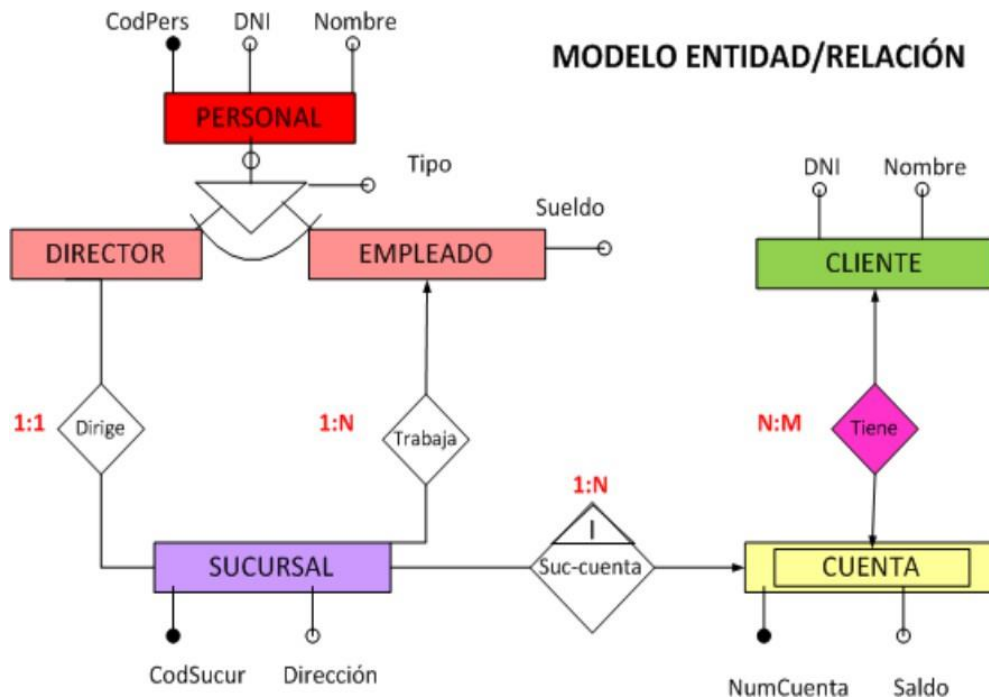 CodPers DNI Nombre
MODELO ENTIDAD/RELACIÓN
PERSONAL
Tipo
DNI Nombre
Sueldo
DIRECTOR
EMPLEADO
CLIENTE
1:1
Dirige
1:N
Trabaja
N:M
Tiene
1:N
I
Suc-cuenta
SUCURSAL
CUENTA
CodSucur Dirección
NumCuenta Saldo